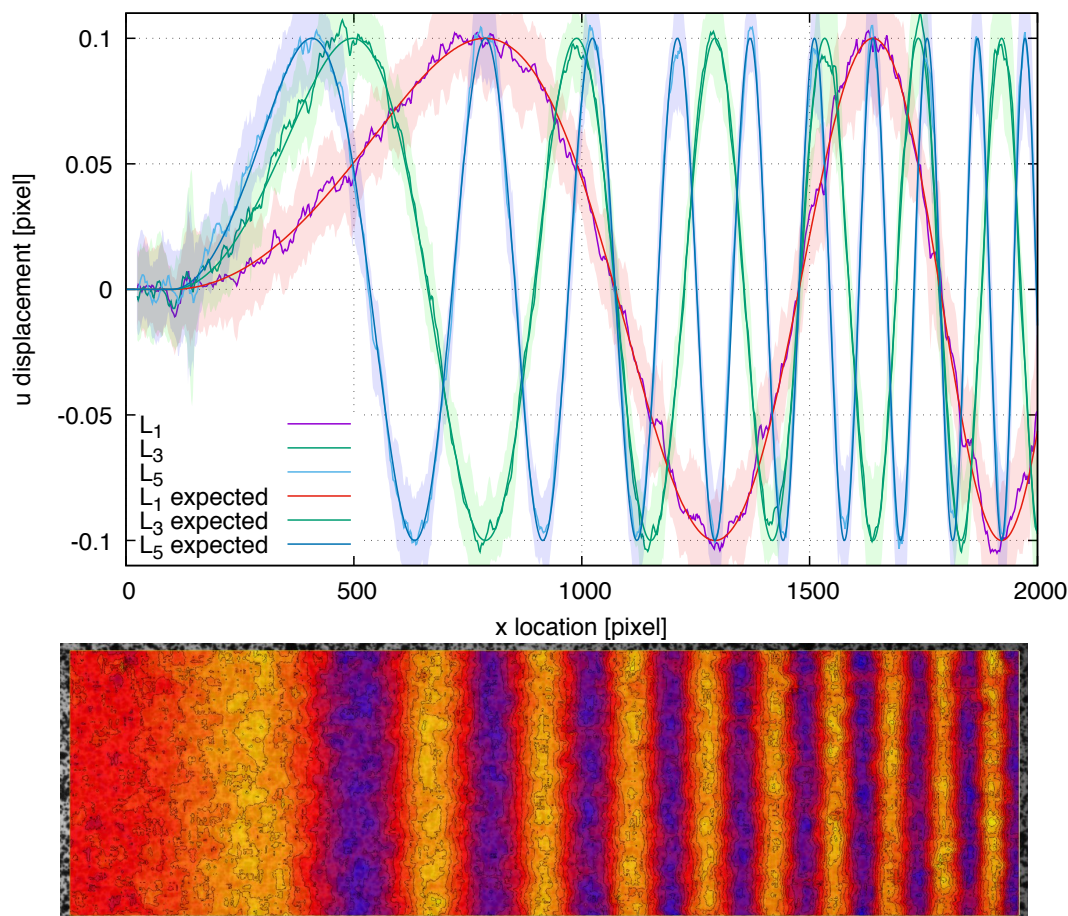 0.1
0.05
0
-0.05
-0.1
u displacement [pixel]
L1
L3
L5
L1 expected
L3 expected
L5 expected
0 500 1000 1500 2000
x location [pixel]